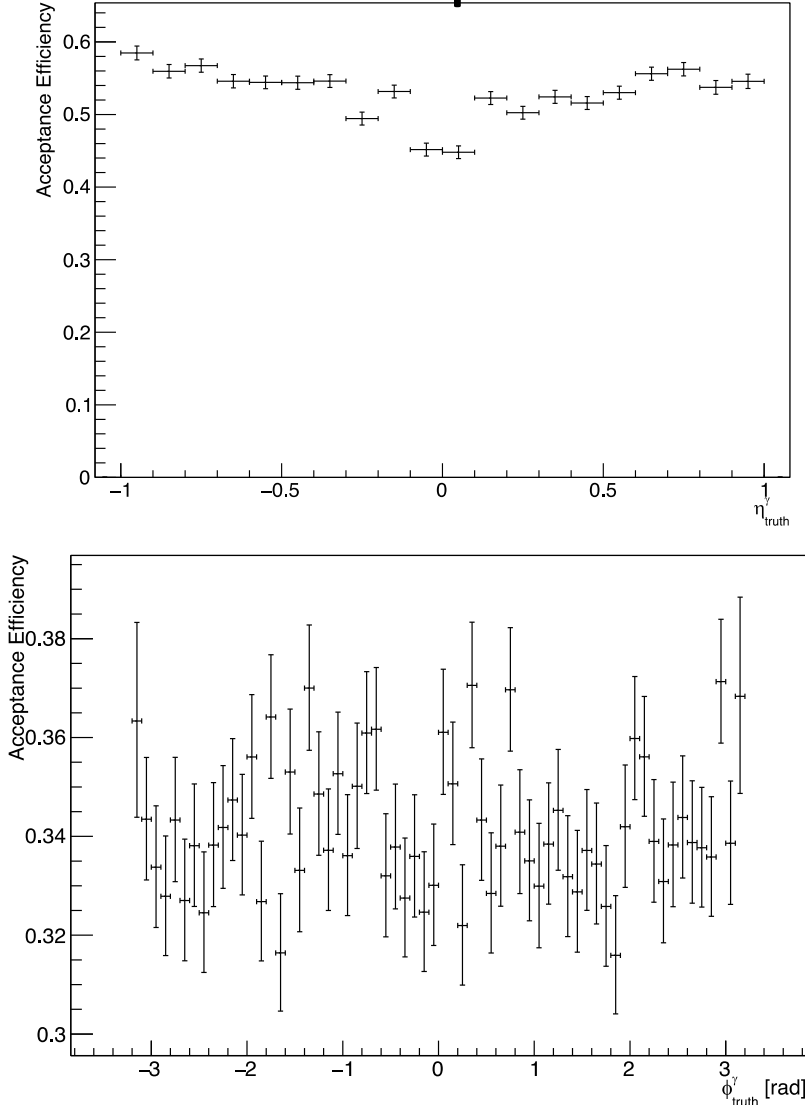 Acceptance Efficiency
0.6
0.5
0.4
0.3
0.2
0.1
0
−1 −0.5 0 0.5 1
η^γ_truth
Acceptance Efficiency
0.38
0.36
0.34
0.32
0.3
−3 −2 −1 0 1 2 3
ϕ^γ_truth [rad]